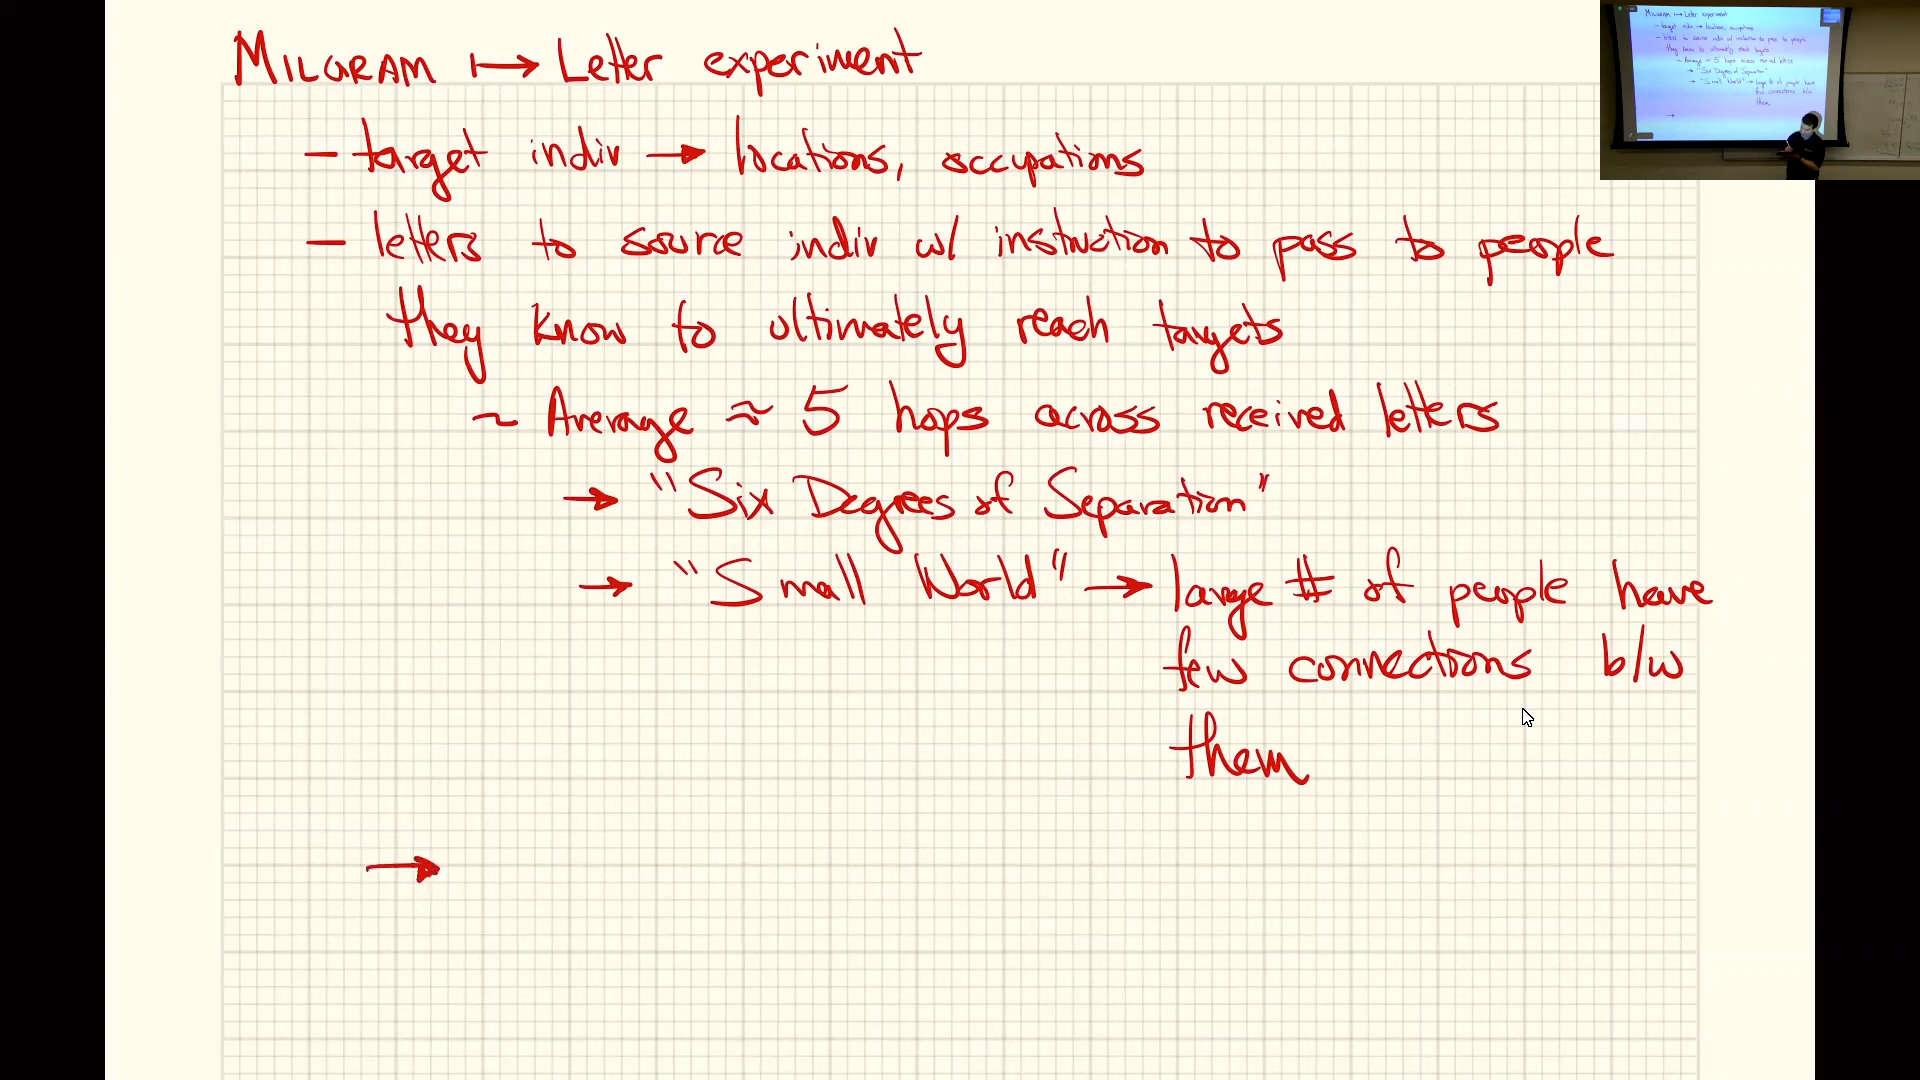 MILGRAM ↦ Letter experiment
– target indiv → locations, occupations
– letters to source indiv w/ instruction to pass to people
they know to ultimately reach targets
~ Average ≈ 5 hops across received letters
→ "Six Degrees of Separation"
→ "Small World" → large # of people have
few connections b/w
them
→